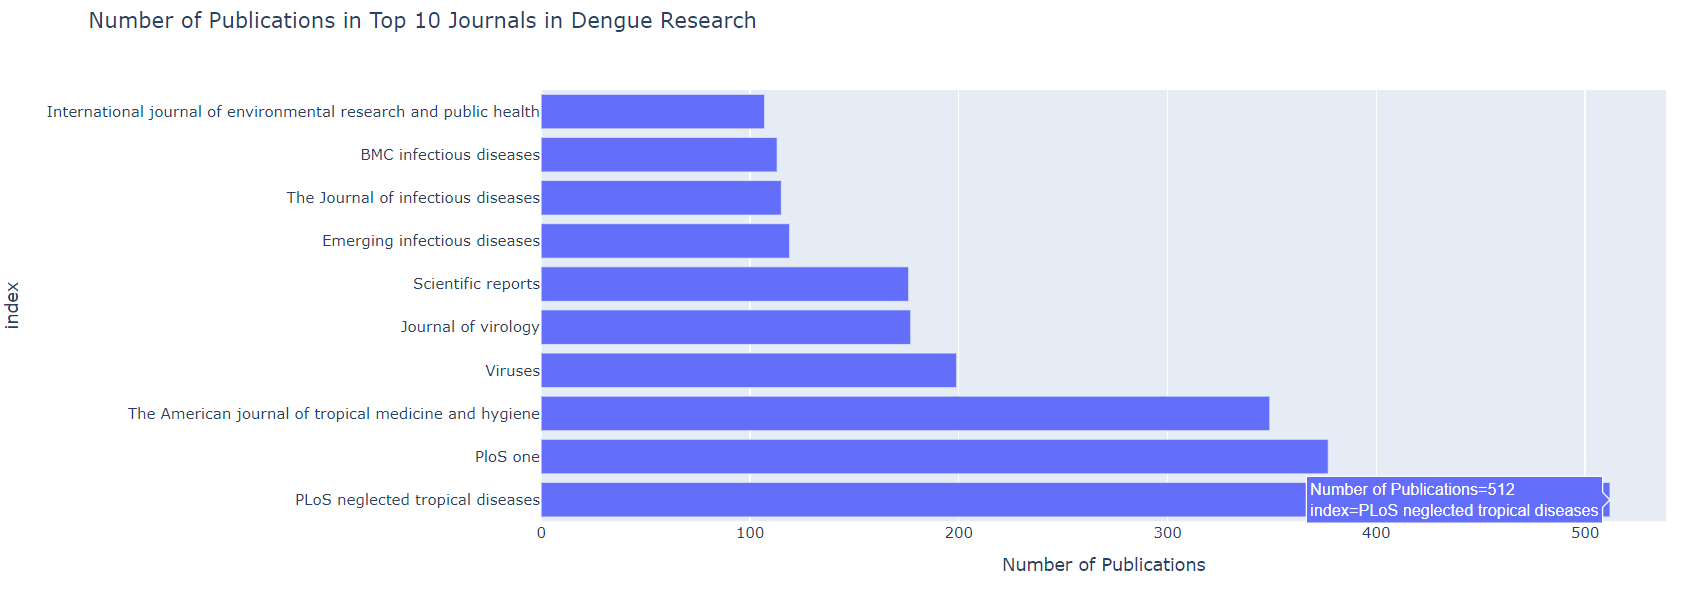 Number of Publications in Top 10 Journals in Dengue Research
International journal of environmental research and public health
BMC infectious diseases
The Journal of infectious diseases
Emerging infectious diseases
Scientific reports
index
Journal of virology
Viruses
The American journal of tropical medicine and hygiene
PloS one
PLoS neglected tropical diseases
Number of Publications=512
index=PLoS neglected tropical diseases
0 100 200 300 400 500
Number of Publications